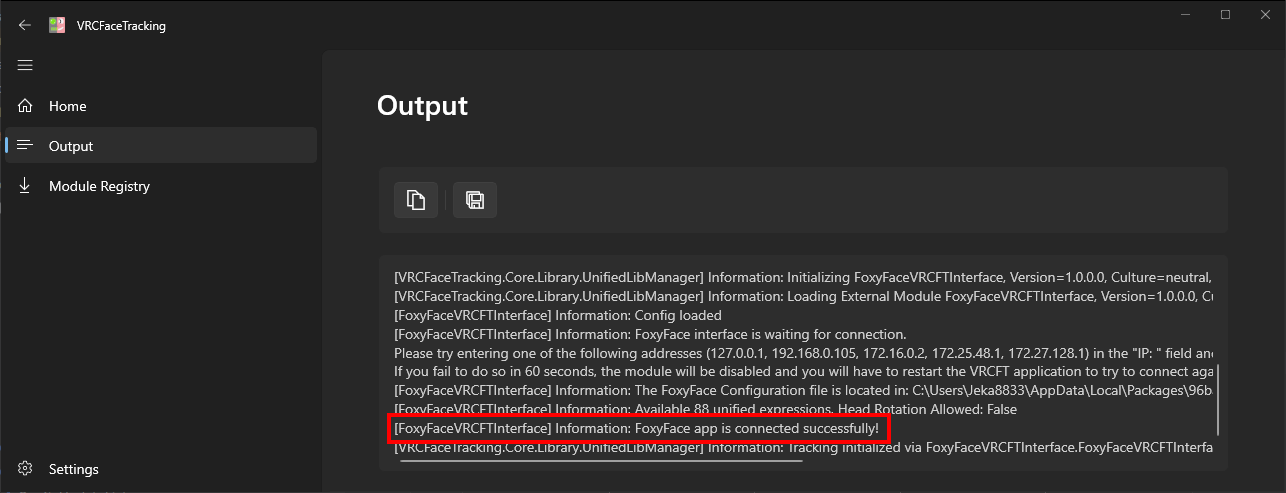 VRCFaceTracking
Home
Output
Module Registry
Settings
Output
[VRCFaceTracking.Core.Library.UnifiedLibManager] Information: Initializing FoxyFaceVRCFTInterface, Version=1.0.0.0, Culture=neutral,
[VRCFaceTracking.Core.Library.UnifiedLibManager] Information: Loading External Module FoxyFaceVRCFTInterface, Version=1.0.0.0, Cu
[FoxyFaceVRCFTInterface] Information: Config loaded
[FoxyFaceVRCFTInterface] Information: FoxyFace interface is waiting for connection.
Please try entering one of the following addresses (127.0.0.1, 192.168.0.105, 172.16.0.2, 172.25.48.1, 172.27.128.1) in the "IP: " field and
If you fail to do so in 60 seconds, the module will be disabled and you will have to restart the VRCFT application to try to connect aga
[FoxyFaceVRCFTInterface] Information: The FoxyFace Configuration file is located in: C:\Users\Jeka8833\AppData\Local\Packages\96ba
[FoxyFaceVRCFTInterface] Information: Available 88 unified expressions. Head Rotation Allowed: False
[FoxyFaceVRCFTInterface] Information: FoxyFace app is connected successfully!
[VRCFaceTracking.Core.Library.UnifiedLibManager] Information: Tracking initialized via FoxyFaceVRCFTInterface.FoxyFaceVRCFTInterfa